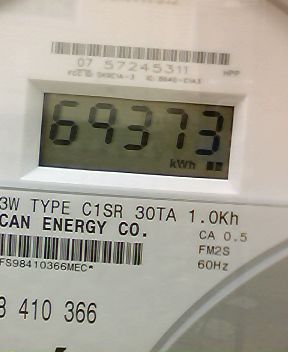 07 57245311 HPP
69373
kWh
3W TYPE C1SR 30TA 1.0Kh
CAN ENERGY CO.
CA 0.5
FM2S
60Hz
FS98410366MEC*
410 366